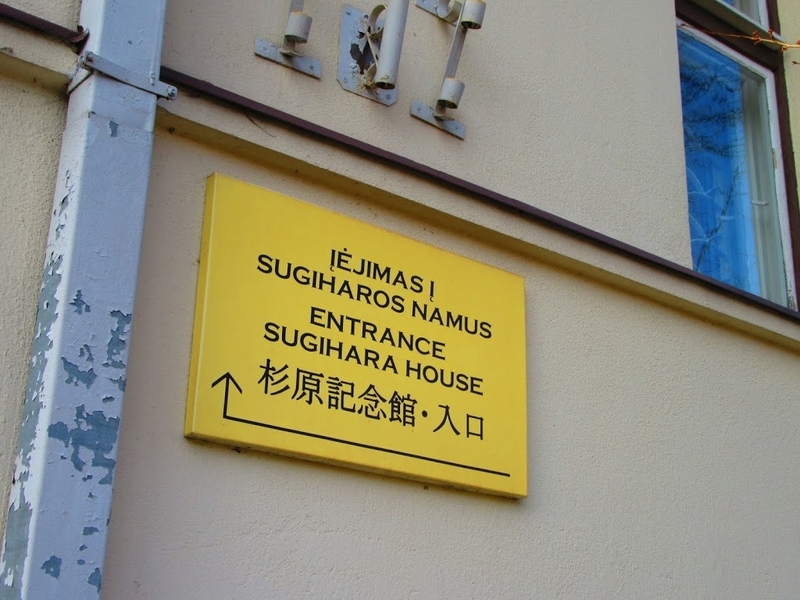 ĮĖJIMAS Į
SUGIHAROS NAMUS
ENTRANCE
SUGIHARA HOUSE
杉原記念館・入口